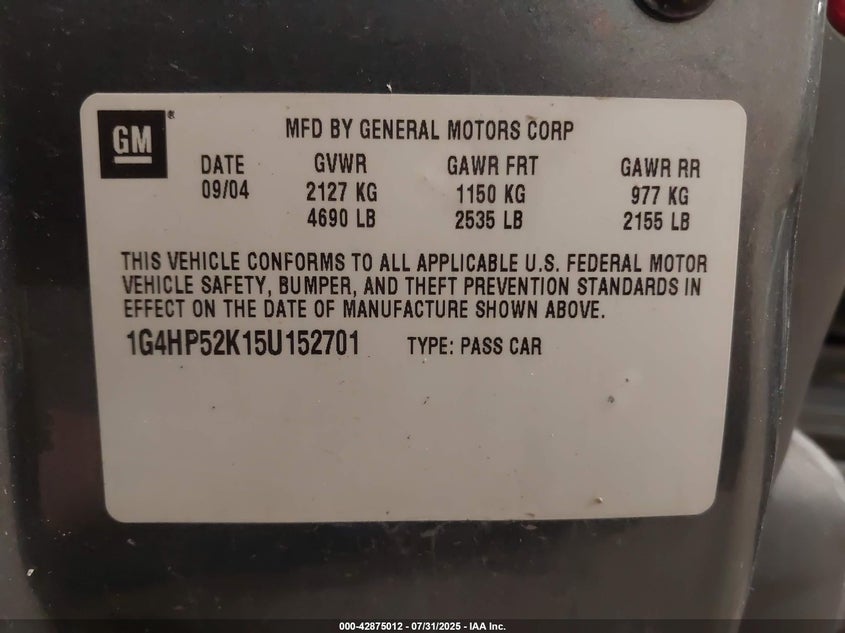 GM®
MFD BY GENERAL MOTORS CORP
DATE GVWR GAWR FRT GAWR RR
09/04 2127 KG 1150 KG 977 KG
4690 LB 2535 LB 2155 LB
THIS VEHICLE CONFORMS TO ALL APPLICABLE U.S. FEDERAL MOTOR
VEHICLE SAFETY, BUMPER, AND THEFT PREVENTION STANDARDS IN
EFFECT ON THE DATE OF MANUFACTURE SHOWN ABOVE.
1G4HP52K15U152701 TYPE: PASS CAR
000-42875012 - 07/31/2025 - IAA Inc.